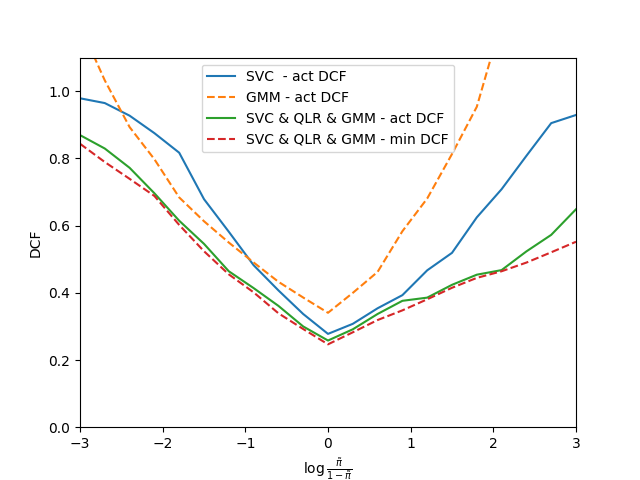 SVC - act DCF
GMM - act DCF
SVC & QLR & GMM - act DCF
SVC & QLR & GMM - min DCF
DCF
1.0
0.8
0.6
0.4
0.2
0.0
−3 −2 −1 0 1 2 3
log π̃ / 1 − π̃